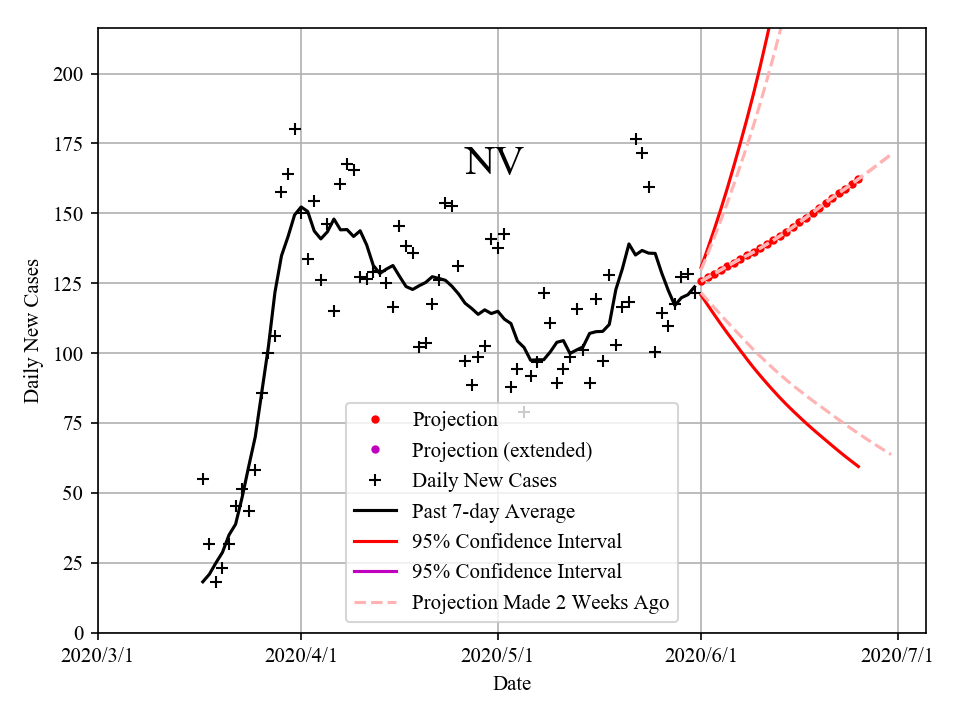 NV
200
175
150
125
100
75
50
25
0
Daily New Cases
Projection
Projection (extended)
Daily New Cases
Past 7-day Average
95% Confidence Interval
95% Confidence Interval
Projection Made 2 Weeks Ago
2020/3/1 2020/4/1 2020/5/1 2020/6/1 2020/7/1
Date